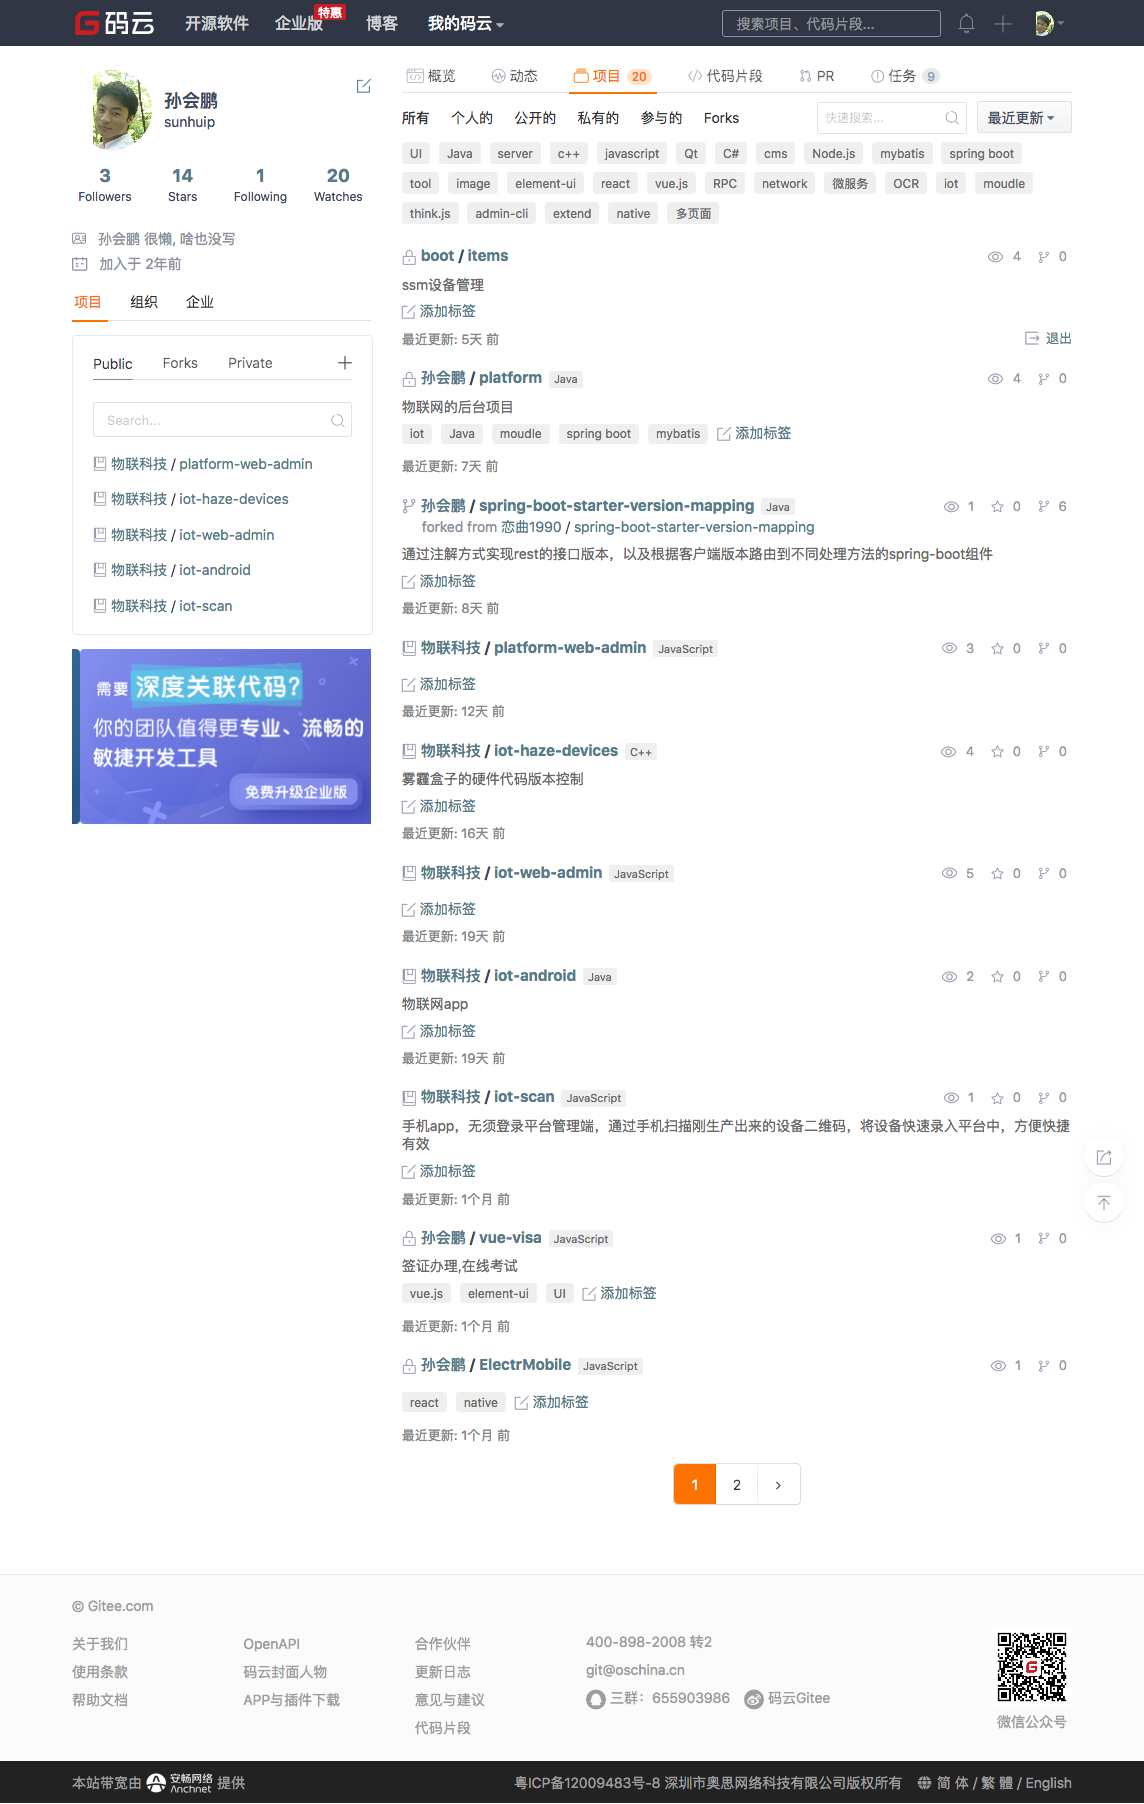 码云 开源软件 企业版 特惠 博客 我的码云 搜索项目、代码片段...
孙会鹏
sunhuip
3 14 1 20
Followers Stars Following Watches
孙会鹏 很懒, 啥也没写
加入于 2年前
项目 组织 企业
Public Forks Private
Search...
物联科技 / platform-web-admin
物联科技 / iot-haze-devices
物联科技 / iot-web-admin
物联科技 / iot-android
物联科技 / iot-scan
需要 深度关联代码?
你的团队值得更专业、流畅的
敏捷开发工具
免费升级企业版
概览 动态 项目 20 代码片段 PR 任务 9
所有 个人的 公开的 私有的 参与的 Forks 快速搜索... 最近更新
UI Java server c++ javascript Qt C# cms Node.js mybatis spring boot
tool image element-ui react vue.js RPC network 微服务 OCR iot moudle
think.js admin-cli extend native 多页面
boot / items 4 0
ssm设备管理
添加标签
最近更新: 5天 前 退出
孙会鹏 / platform Java 4 0
物联网的后台项目
iot Java moudle spring boot mybatis 添加标签
最近更新: 7天 前
孙会鹏 / spring-boot-starter-version-mapping Java 1 0 6
forked from 恋曲1990 / spring-boot-starter-version-mapping
通过注解方式实现rest的接口版本，以及根据客户端版本路由到不同处理方法的spring-boot组件
添加标签
最近更新: 8天 前
物联科技 / platform-web-admin JavaScript 3 0 0
添加标签
最近更新: 12天 前
物联科技 / iot-haze-devices C++ 4 0 0
雾霾盒子的硬件代码版本控制
添加标签
最近更新: 16天 前
物联科技 / iot-web-admin JavaScript 5 0 0
添加标签
最近更新: 19天 前
物联科技 / iot-android Java 2 0 0
物联网app
添加标签
最近更新: 19天 前
物联科技 / iot-scan JavaScript 1 0 0
手机app，无须登录平台管理端，通过手机扫描刚生产出来的设备二维码，将设备快速录入平台中，方便快捷
有效
添加标签
最近更新: 1个月 前
孙会鹏 / vue-visa JavaScript 1 0
签证办理,在线考试
vue.js element-ui UI 添加标签
最近更新: 1个月 前
孙会鹏 / ElectrMobile JavaScript 1 0
react native 添加标签
最近更新: 1个月 前
1 2 >
© Gitee.com
关于我们 OpenAPI 合作伙伴 400-898-2008 转2
使用条款 码云封面人物 更新日志 git@oschina.cn
帮助文档 APP与插件下载 意见与建议 三群：655903986 码云Gitee
代码片段 微信公众号
本站带宽由 安畅网络 Anchnet 提供 粤ICP备12009483号-8 深圳市奥思网络科技有限公司版权所有 简 体 / 繁 體 / English